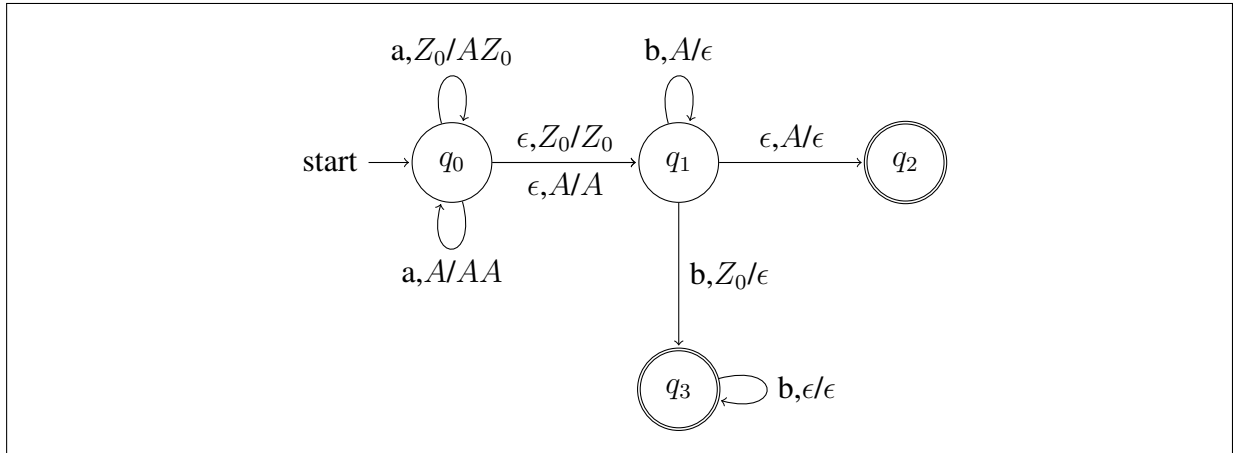 a,Z₀/AZ₀
b,A/ϵ
ϵ,Z₀/Z₀
ϵ,A/ϵ
start
q₀
q₁
q₂
ϵ,A/A
a,A/AA
b,Z₀/ϵ
q₃
b,ϵ/ϵ